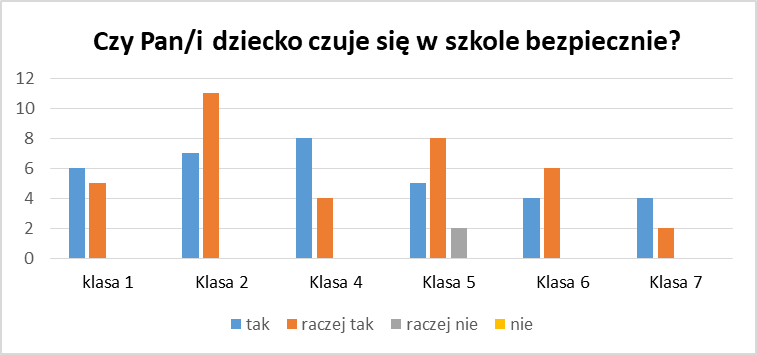 Czy Pan/i dziecko czuje się w szkole bezpiecznie?
12
10
8
6
4
2
0
klasa 1 Klasa 2 Klasa 4 Klasa 5 Klasa 6 Klasa 7
tak raczej tak raczej nie nie